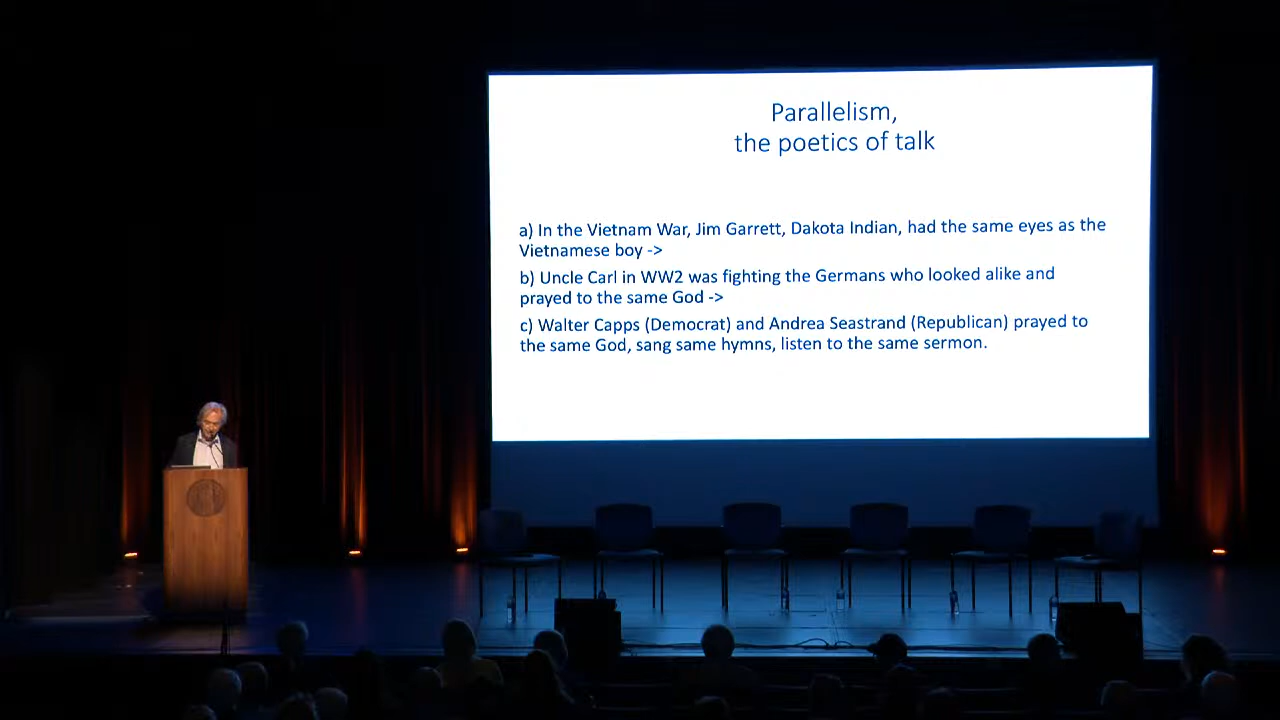 Parallelism,
the poetics of talk
a) In the Vietnam War, Jim Garrett, Dakota Indian, had the same eyes as the
Vietnamese boy ->
b) Uncle Carl in WW2 was fighting the Germans who looked alike and
prayed to the same God ->
c) Walter Capps (Democrat) and Andrea Seastrand (Republican) prayed to
the same God, sang same hymns, listen to the same sermon.